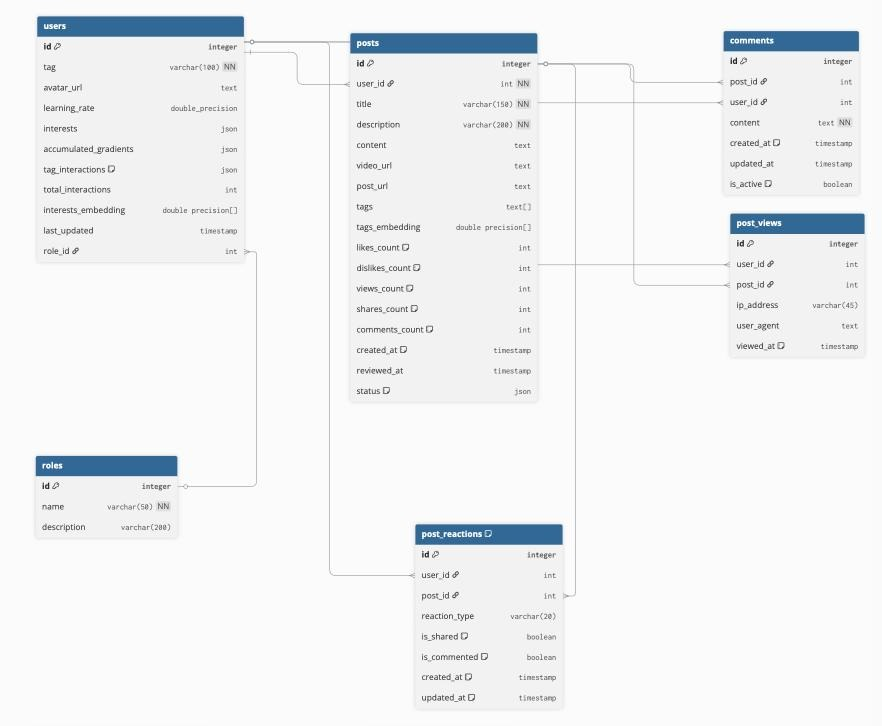 users
id integer
tag varchar(100) NN
avatar_url text
learning_rate double_precision
interests json
accumulated_gradients json
tag_interactions json
total_interactions int
interests_embedding double precision[]
last_updated timestamp
role_id int
posts
id integer
user_id int NN
title varchar(150) NN
description varchar(200) NN
content text
video_url text
post_url text
tags text[]
tags_embedding double precision[]
likes_count int
dislikes_count int
views_count int
shares_count int
comments_count int
created_at timestamp
reviewed_at timestamp
status json
comments
id integer
post_id int
user_id int
content text NN
created_at timestamp
updated_at timestamp
is_active boolean
post_views
id integer
user_id int
post_id int
ip_address varchar(45)
user_agent text
viewed_at timestamp
roles
id integer
name varchar(50) NN
description varchar(200)
post_reactions
id integer
user_id int
post_id int
reaction_type varchar(20)
is_shared boolean
is_commented boolean
created_at timestamp
updated_at timestamp